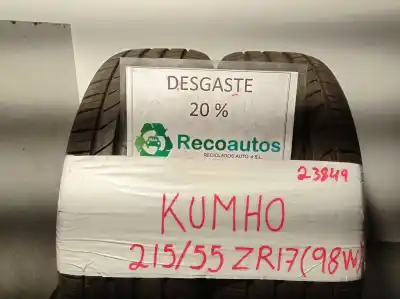 DESGASTE
20 %
Recoautos
RECICLADOS AUTO 4 S.L.
23849
KUMHO
215/55 ZR17(98W)